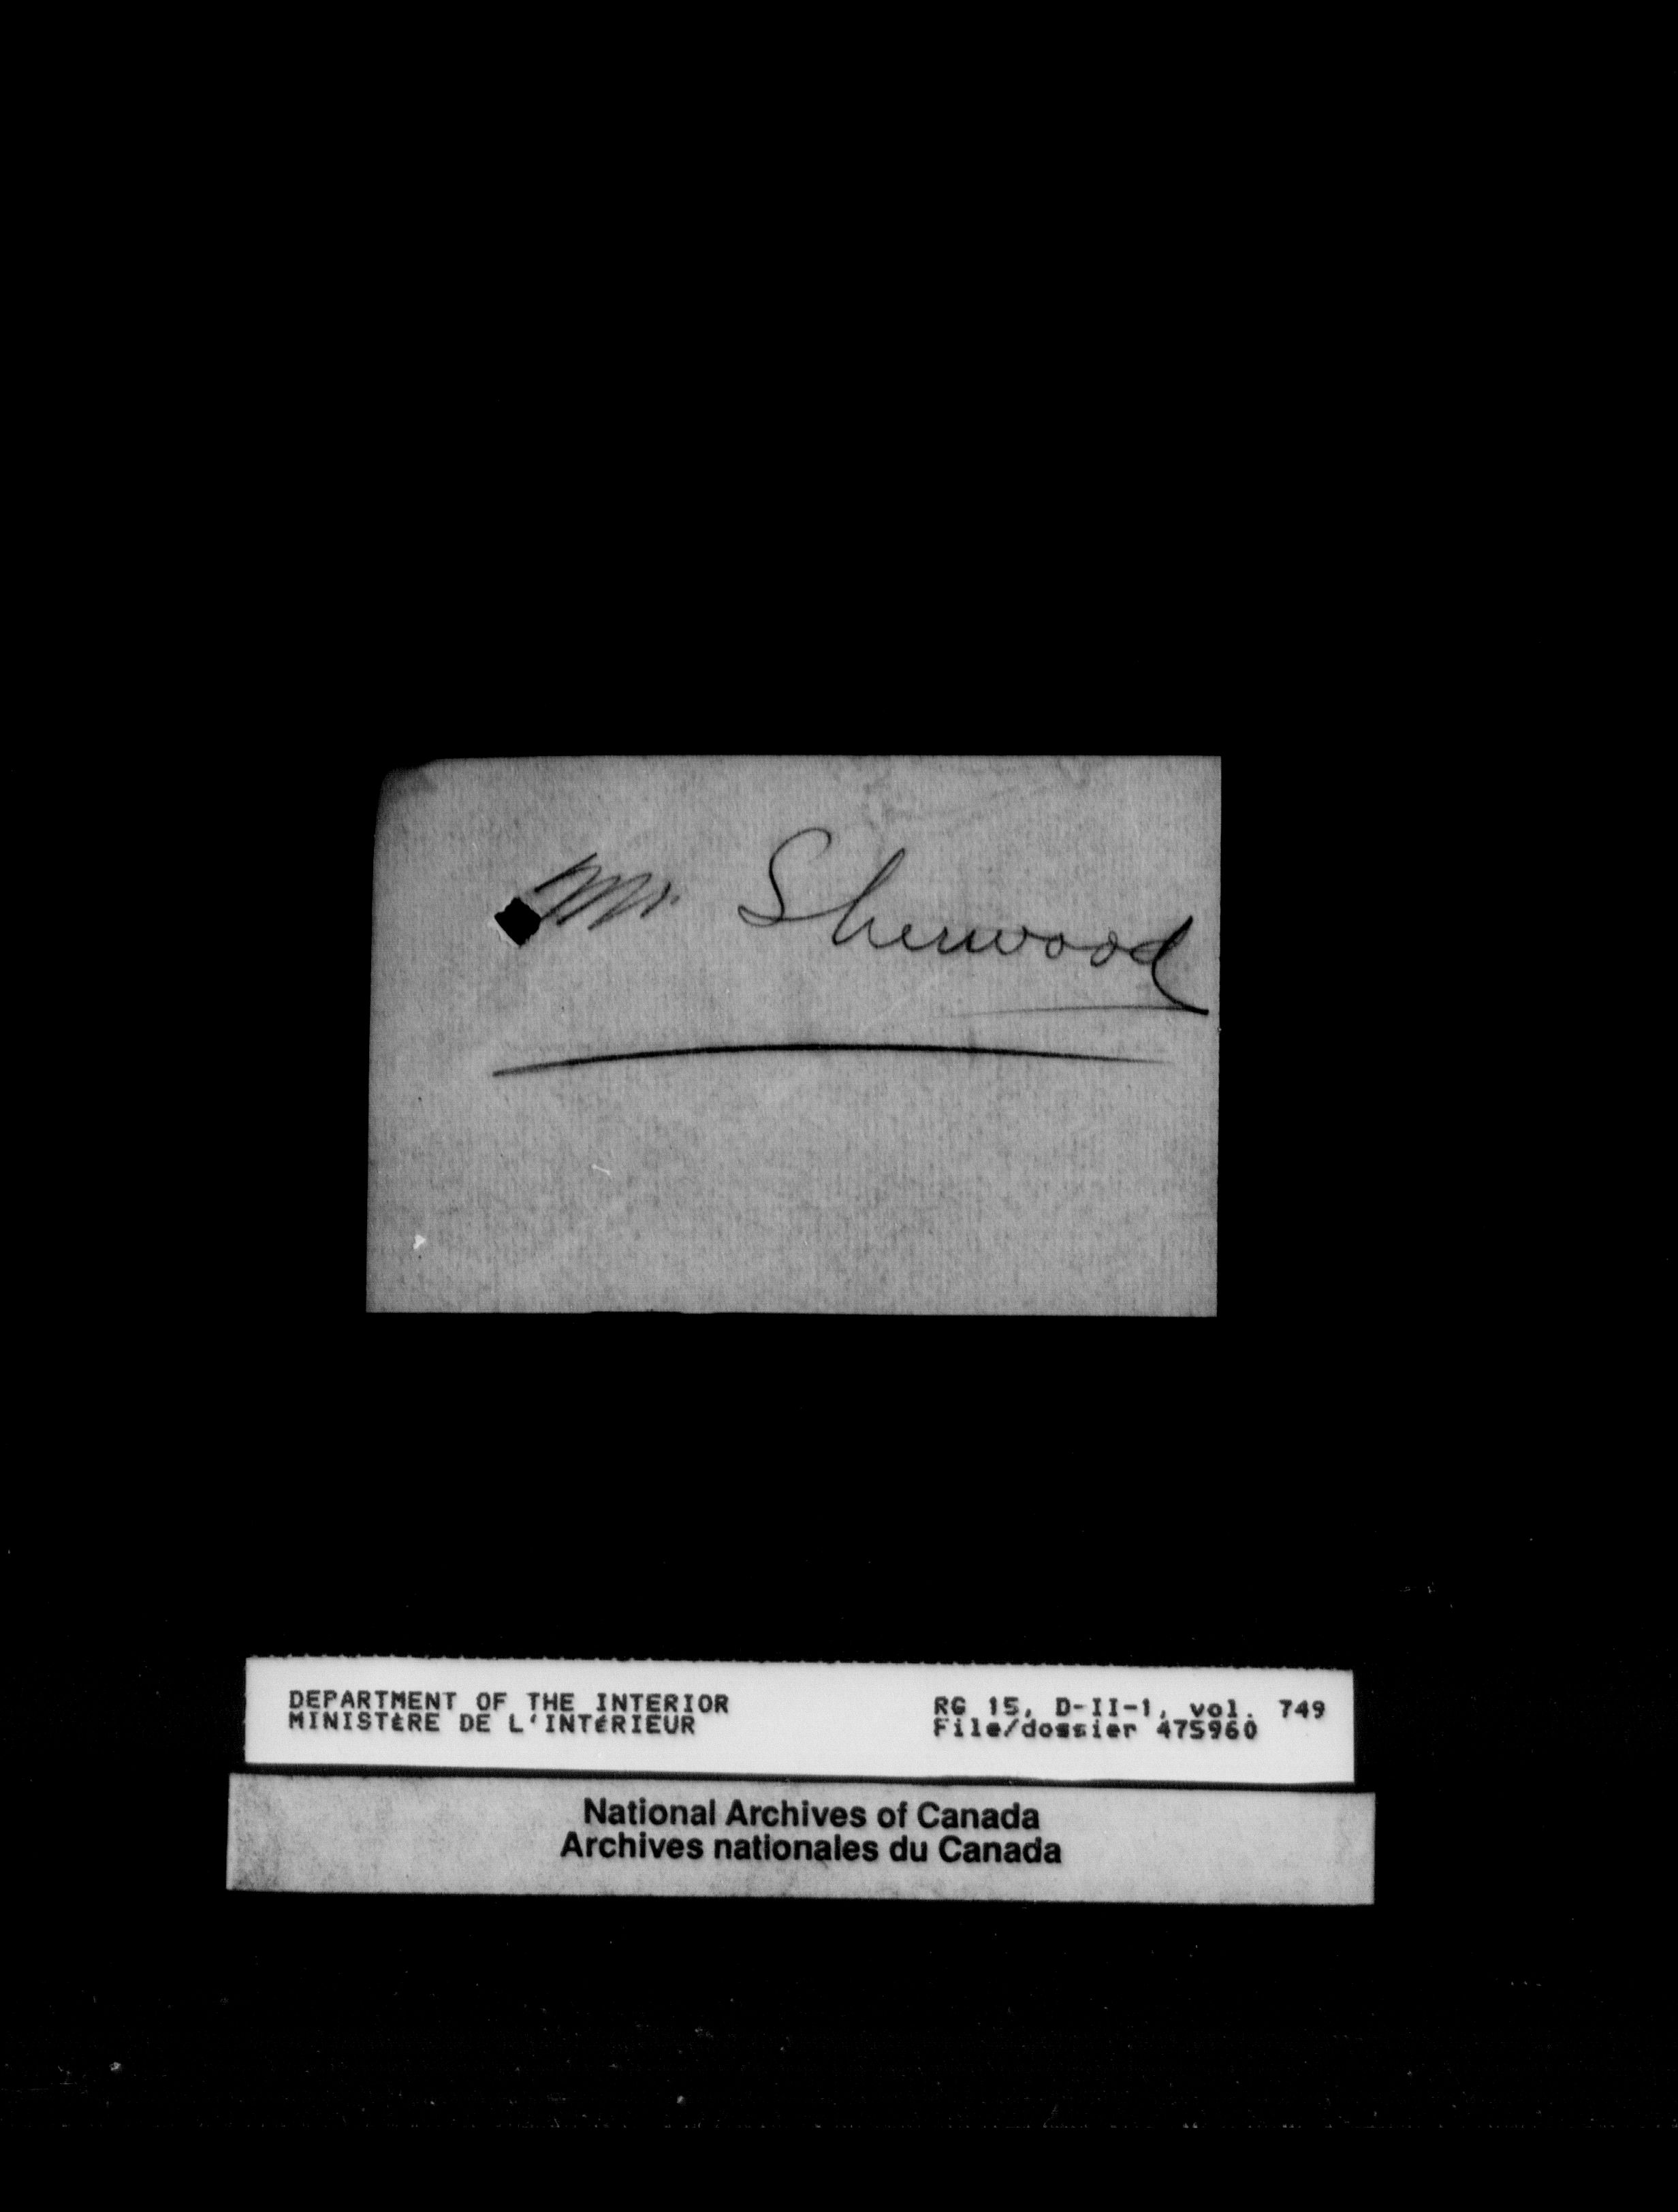 Mr. Sherwood
DEPARTMENT OF THE INTERIOR
MINISTÈRE DE L'INTÉRIEUR
RG 15, D-II-1, vol. 749
File/dossier 475960
National Archives of Canada
Archives nationales du Canada